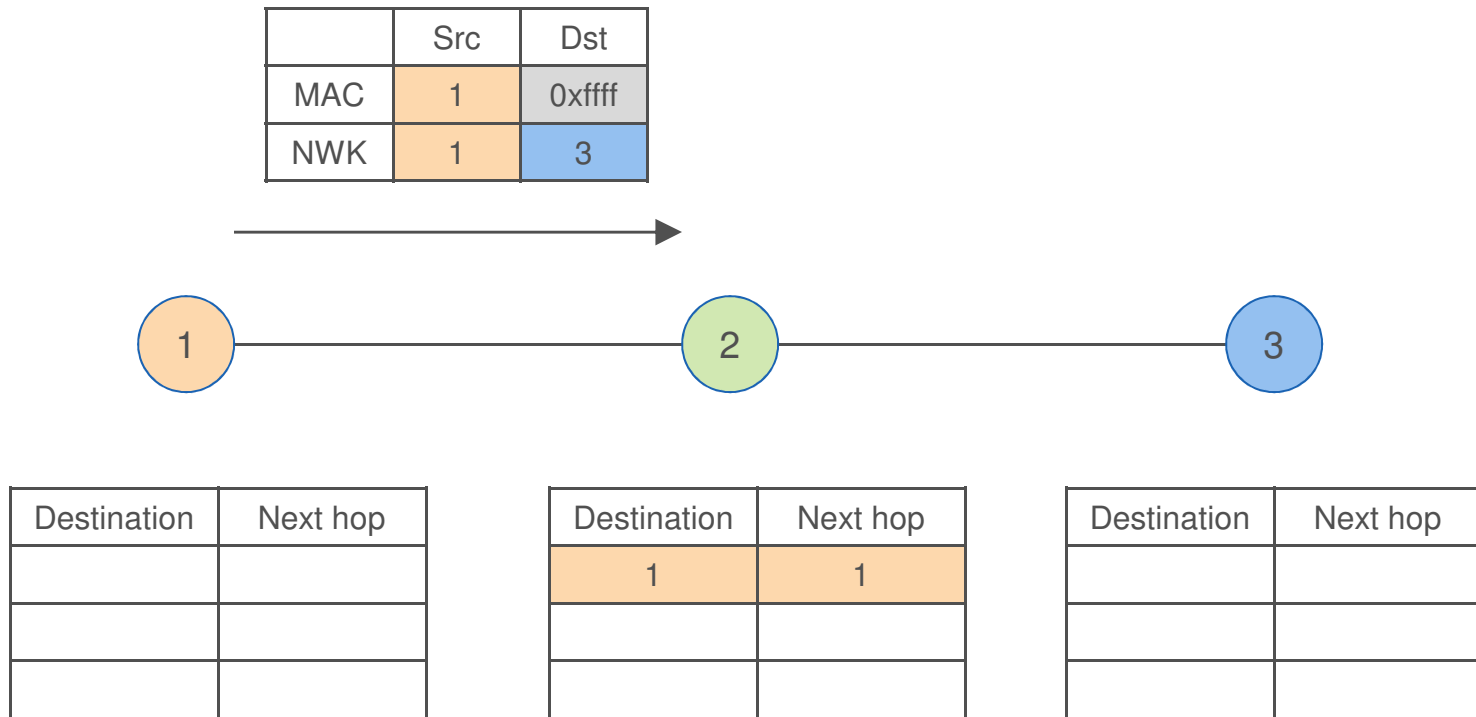 Src Dst
MAC 1 0xffff
NWK 1 3
1 2 3
Destination Next hop Destination Next hop Destination Next hop
1 1